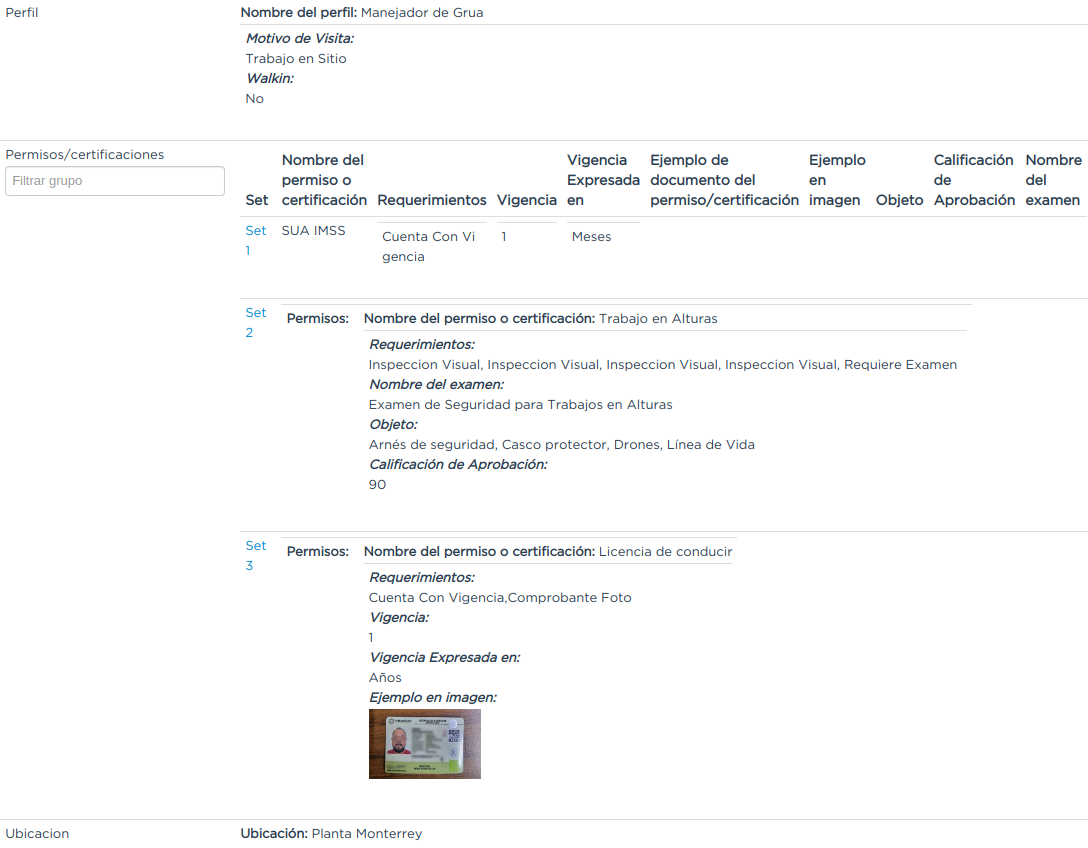 Perfil
Nombre del perfil: Manejador de Grua
Motivo de Visita:
Trabajo en Sitio
Walkin:
No
Permisos/certificaciones
Filtrar grupo
Set
Nombre del
permiso o
certificación
Requerimientos
Vigencia
Vigencia
Expresada
en
Ejemplo de
documento del
permiso/certificación
Ejemplo
en
imagen
Objeto
Calificación
de
Aprobación
Nombre
del
examen
Set
1
SUA IMSS
Cuenta Con Vi
gencia
1
Meses
Set
2
Permisos:
Nombre del permiso o certificación: Trabajo en Alturas
Requerimientos:
Inspeccion Visual, Inspeccion Visual, Inspeccion Visual, Inspeccion Visual, Requiere Examen
Nombre del examen:
Examen de Seguridad para Trabajos en Alturas
Objeto:
Arnés de seguridad, Casco protector, Drones, Línea de Vida
Calificación de Aprobación:
90
Set
3
Permisos:
Nombre del permiso o certificación: Licencia de conducir
Requerimientos:
Cuenta Con Vigencia,Comprobante Foto
Vigencia:
1
Vigencia Expresada en:
Años
Ejemplo en imagen:
Ubicacion
Ubicación: Planta Monterrey